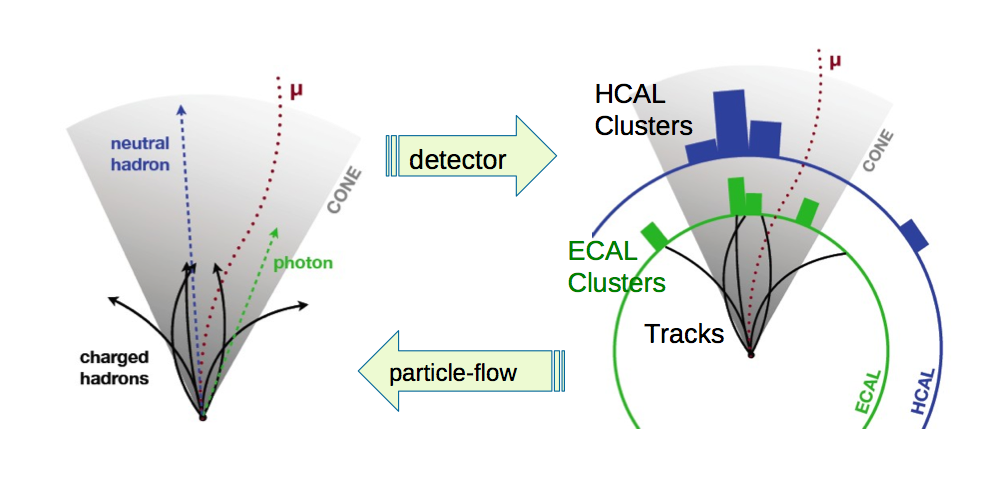 μ
neutral
hadron
CONE
photon
charged
hadrons
detector
particle-flow
μ
HCAL
Clusters
CONE
ECAL
Clusters
Tracks
ECAL
HCAL